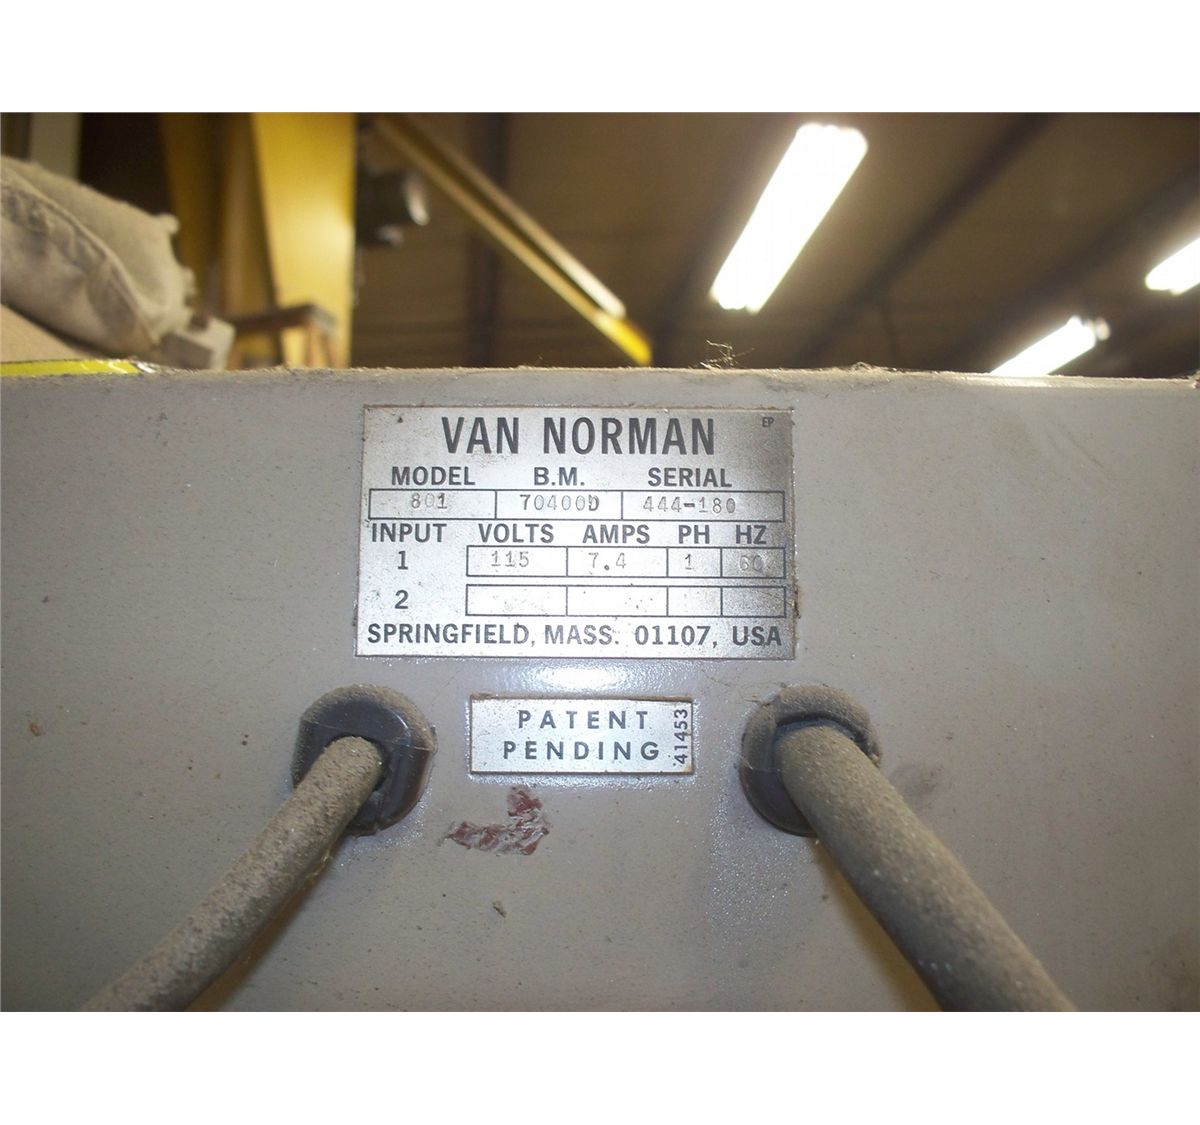 VAN NORMAN EP
MODEL B.M. SERIAL
801 70400D 444-180
INPUT VOLTS AMPS PH HZ
1 115 7.4 1 60
2
SPRINGFIELD, MASS. 01107, USA
PATENT
PENDING
41453